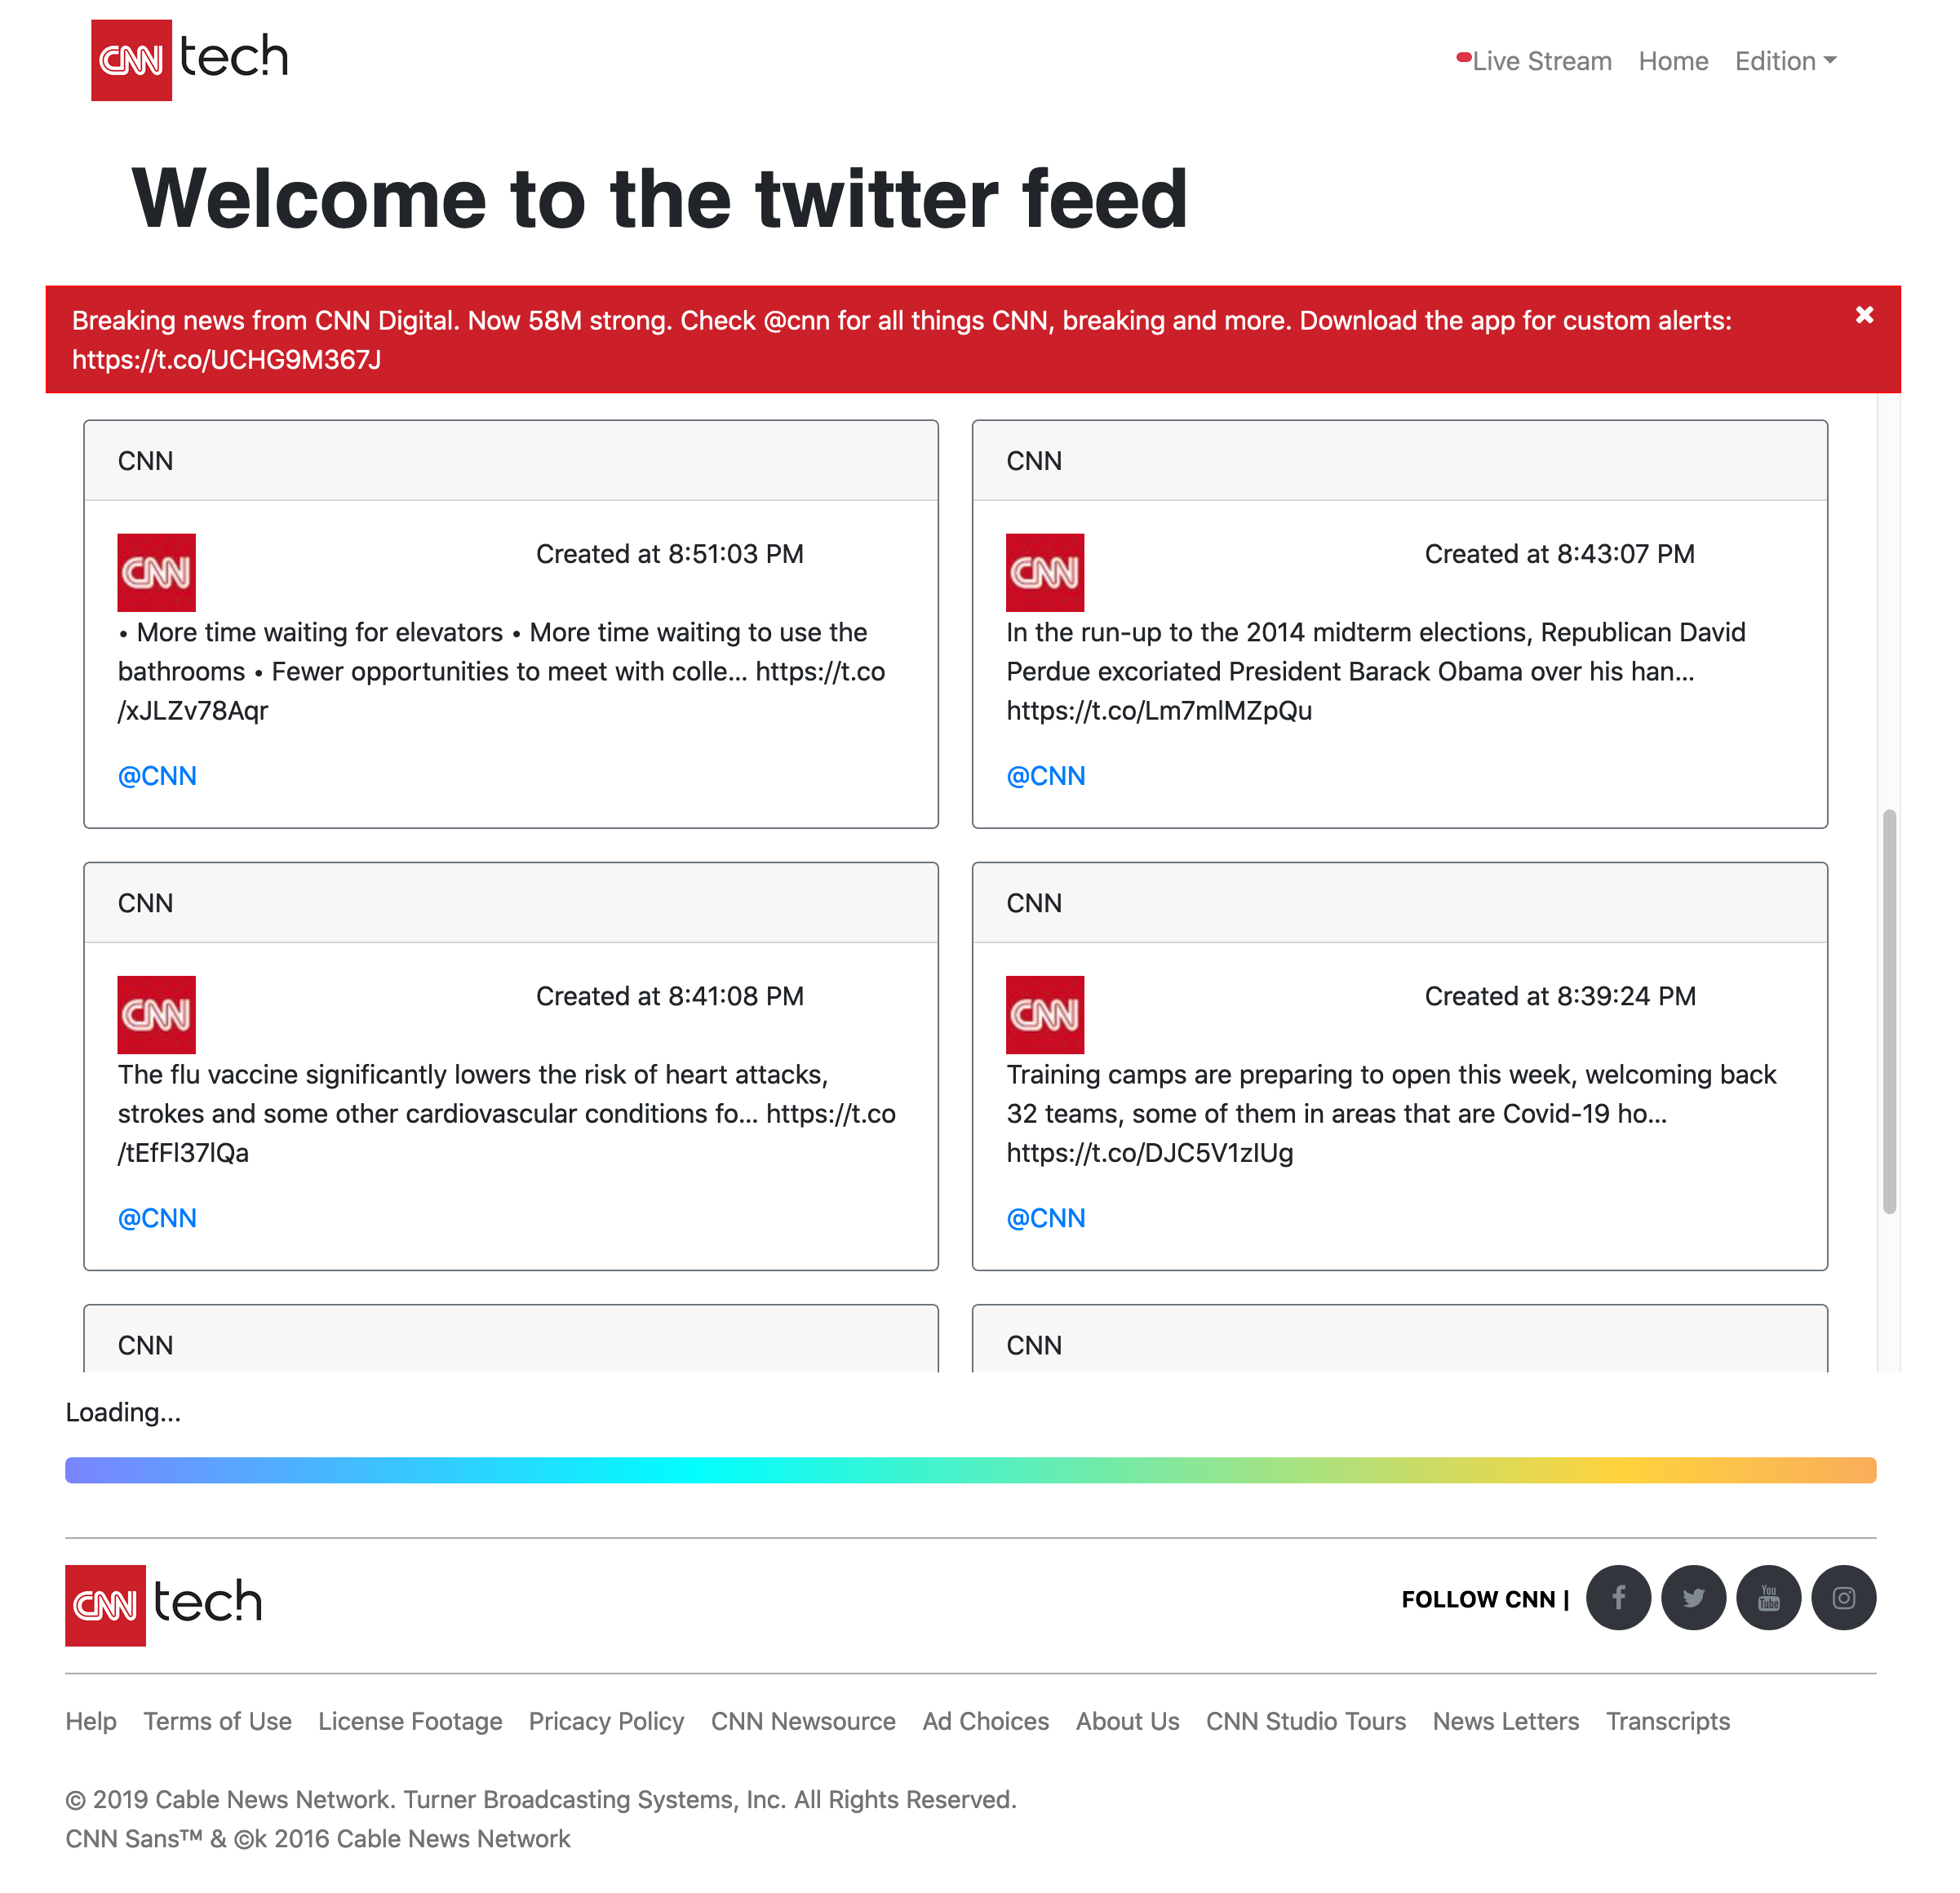 CNN tech
Live Stream Home Edition
Welcome to the twitter feed
Breaking news from CNN Digital. Now 58M strong. Check @cnn for all things CNN, breaking and more. Download the app for custom alerts:
https://t.co/UCHG9M367J
CNN
CNN
Created at 8:51:03 PM
• More time waiting for elevators • More time waiting to use the
bathrooms • Fewer opportunities to meet with colle... https://t.co
/xJLZv78Aqr
@CNN
CNN
CNN
Created at 8:43:07 PM
In the run-up to the 2014 midterm elections, Republican David
Perdue excoriated President Barack Obama over his han...
https://t.co/Lm7mlMZpQu
@CNN
CNN
CNN
Created at 8:41:08 PM
The flu vaccine significantly lowers the risk of heart attacks,
strokes and some other cardiovascular conditions fo... https://t.co
/tEfFl37lQa
@CNN
CNN
CNN
Created at 8:39:24 PM
Training camps are preparing to open this week, welcoming back
32 teams, some of them in areas that are Covid-19 ho...
https://t.co/DJC5V1zIUg
@CNN
CNN
CNN
Loading...
CNN tech
FOLLOW CNN |
You
Tube
Help Terms of Use License Footage Pricacy Policy CNN Newsource Ad Choices About Us CNN Studio Tours News Letters Transcripts
© 2019 Cable News Network. Turner Broadcasting Systems, Inc. All Rights Reserved.
CNN Sans™ & ©k 2016 Cable News Network